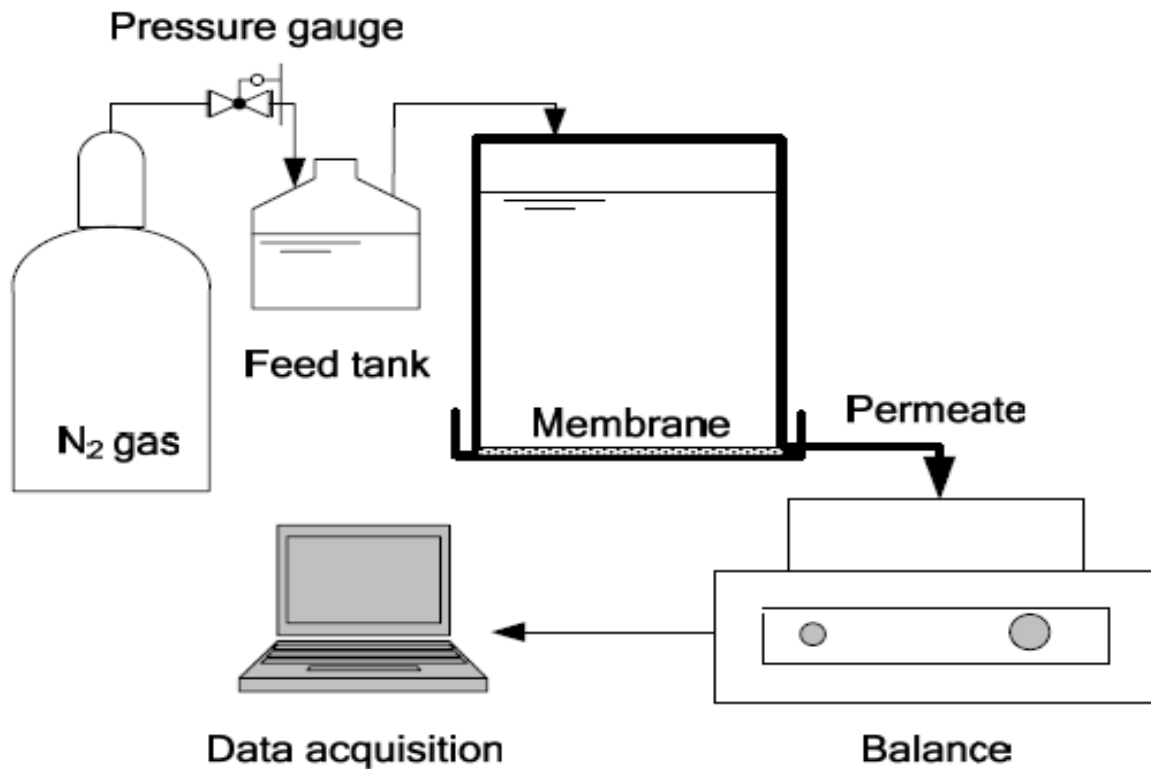 Pressure gauge
Feed tank
N₂ gas
Membrane
Permeate
Data acquisition
Balance